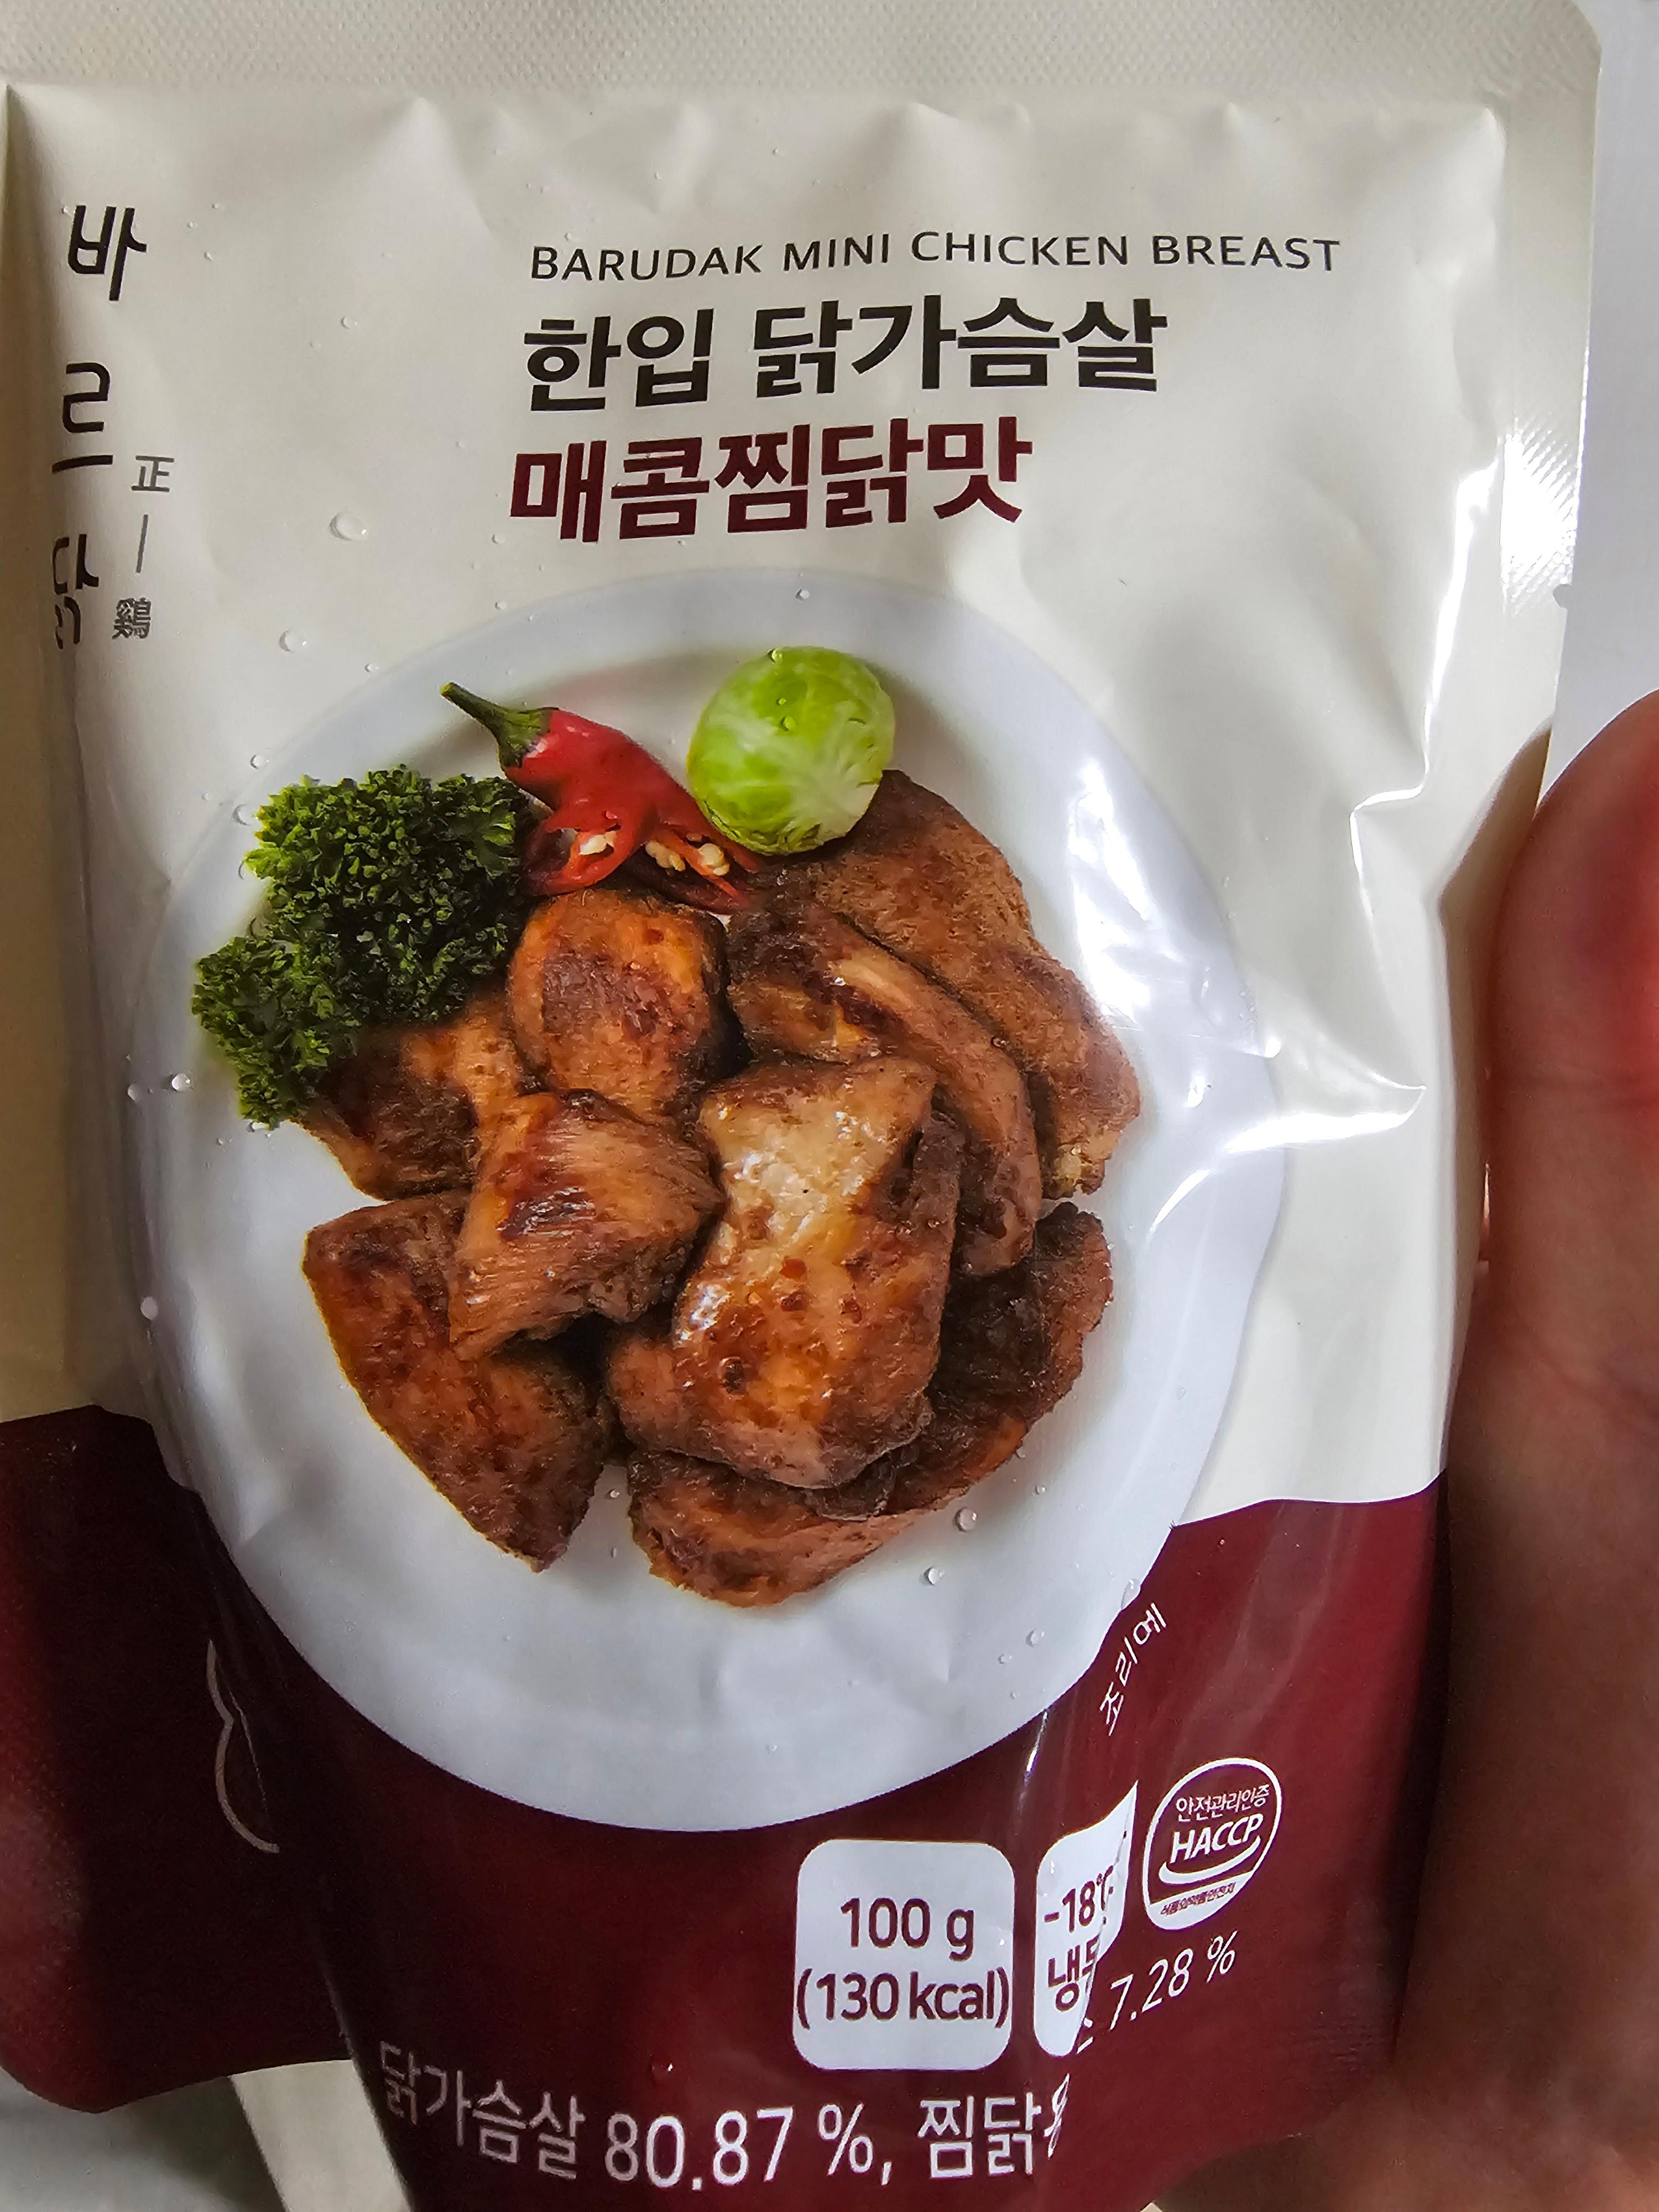 바르닭
正
鷄
BARUDAK MINI CHICKEN BREAST
한입 닭가슴살
매콤찜닭맛
조리예
100 g
(130 kcal)
-18℃
안전관리인증
HACCP
닭가슴살 80.87 %, 찜닭
7.28 %